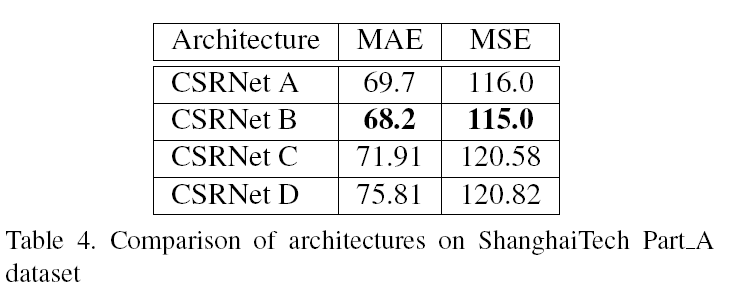 Architecture MAE MSE
CSRNet A 69.7 116.0
CSRNet B 68.2 115.0
CSRNet C 71.91 120.58
CSRNet D 75.81 120.82
Table 4. Comparison of architectures on ShanghaiTech Part_A
dataset